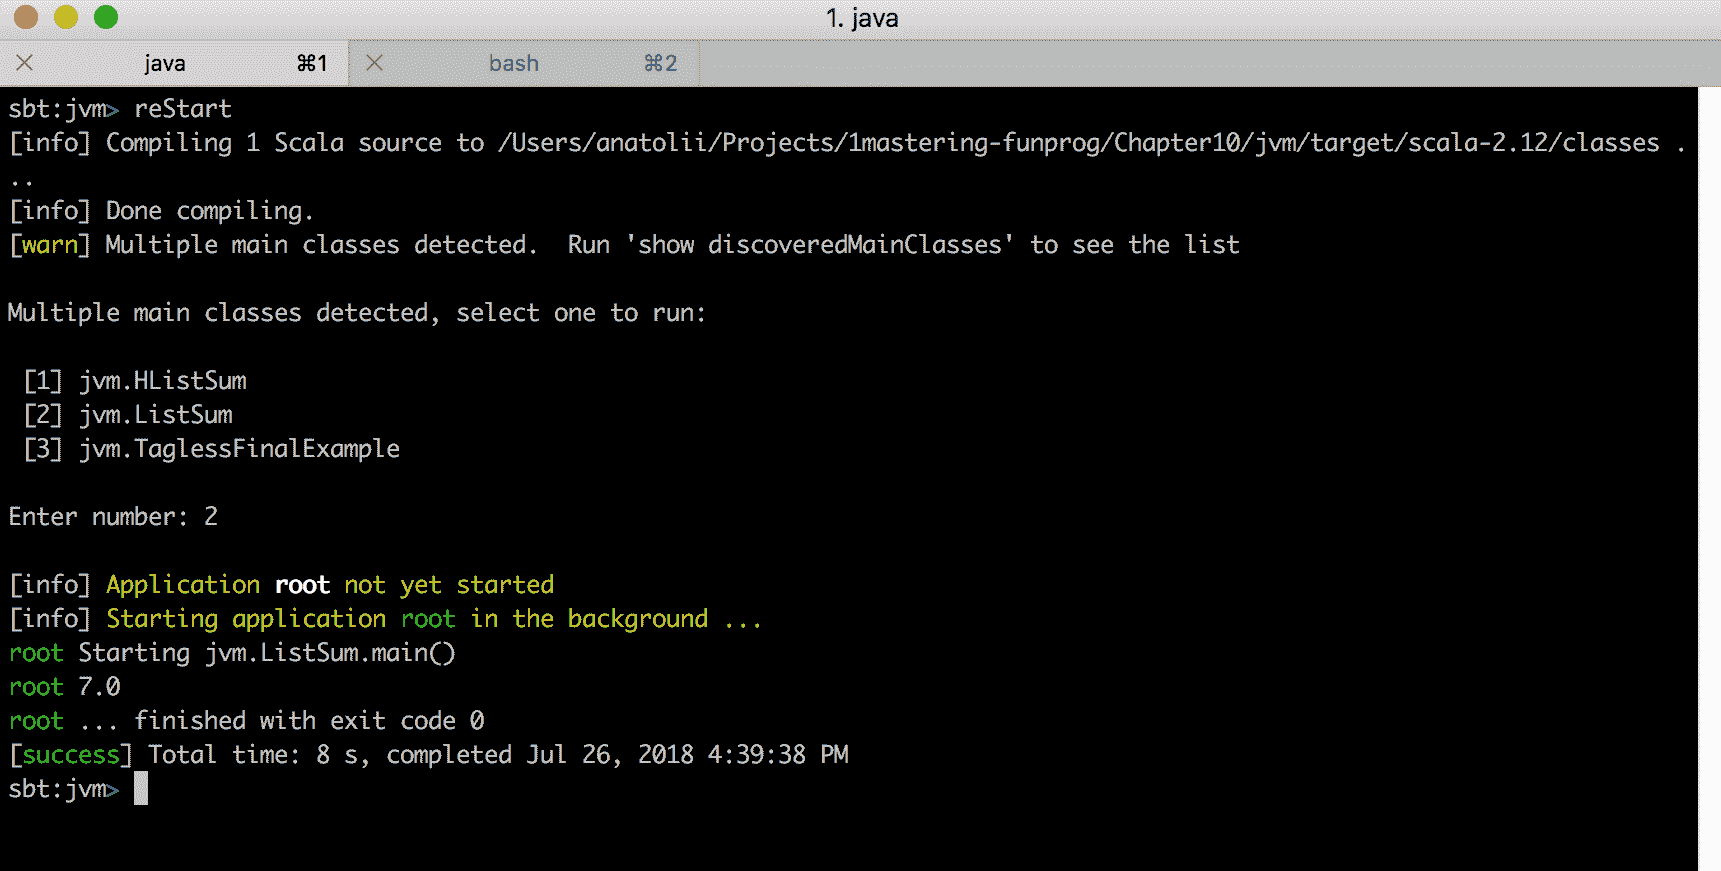 1. java
java ⌘1 bash ⌘2
sbt:jvm> reStart
[info] Compiling 1 Scala source to /Users/anatolii/Projects/1mastering-funprog/Chapter10/jvm/target/scala-2.12/classes .
..
[info] Done compiling.
[warn] Multiple main classes detected.  Run 'show discoveredMainClasses' to see the list
Multiple main classes detected, select one to run:
[1] jvm.HListSum
[2] jvm.ListSum
[3] jvm.TaglessFinalExample
Enter number: 2
[info] Application root not yet started
[info] Starting application root in the background ...
root Starting jvm.ListSum.main()
root 7.0
root ... finished with exit code 0
[success] Total time: 8 s, completed Jul 26, 2018 4:39:38 PM
sbt:jvm>